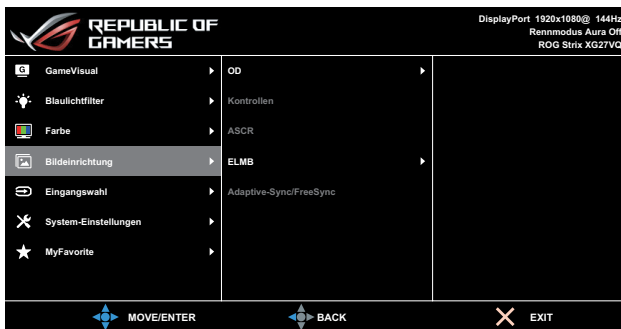 REPUBLIC OF
GAMERS
DisplayPort 1920x1080@ 144Hz
Rennmodus Aura Off
ROG Strix XG27VQ
G GameVisual
Blaulichtfilter
Farbe
Bildeinrichtung
Eingangswahl
System-Einstellungen
MyFavorite
OD
Kontrollen
ASCR
ELMB
Adaptive-Sync/FreeSync
MOVE/ENTER
BACK
EXIT